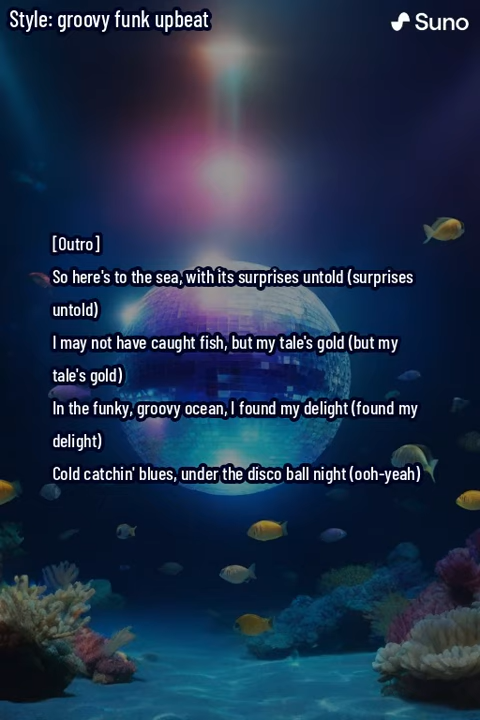 Style: groovy funk upbeat
Suno
[Outro]
So here's to the sea, with its surprises untold (surprises
untold)
I may not have caught fish, but my tale's gold (but my
tale's gold)
In the funky, groovy ocean, I found my delight (found my
delight)
Cold catchin' blues, under the disco ball night (ooh-yeah)